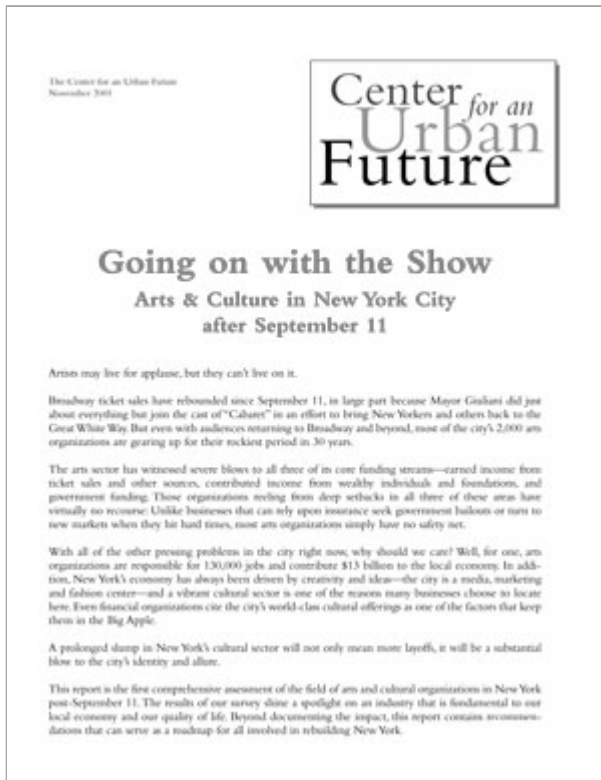 The Center for an Urban Future
November 2001
Center for an
Urban
Future
Going on with the Show
Arts & Culture in New York City
after September 11
Artists may live for applause, but they can't live on it.
Broadway ticket sales have rebounded since September 11, in large part because Mayor Giuliani did just
about everything but join the cast of "Cabaret" in an effort to bring New Yorkers and others back to the
Great White Way. But even with audiences returning to Broadway and beyond, most of the city's 2,000 arts
organizations are gearing up for their rockiest period in 30 years.
The arts sector has witnessed severe blows to all three of its core funding streams—earned income from
ticket sales and other sources, contributed income from wealthy individuals and foundations, and
government funding. Those organizations reeling from deep setbacks in all three of these areas have
virtually no recourse: Unlike businesses that can rely upon insurance seek government bailouts or turn to
new markets when they hit hard times, most arts organizations simply have no safety net.
With all of the other pressing problems in the city right now, why should we care? Well, for one, arts
organizations are responsible for 130,000 jobs and contribute $13 billion to the local economy. In addi-
tion, New York's economy has always been driven by creativity and ideas—the city is a media, marketing
and fashion center—and a vibrant cultural sector is one of the reasons many businesses choose to locate
here. Even financial organizations cite the city's world-class cultural offerings as one of the factors that keep
them in the Big Apple.
A prolonged slump in New York's cultural sector will not only mean more layoffs, it will be a substantial
blow to the city's identity and allure.
This report is the first comprehensive assessment of the field of arts and cultural organizations in New York
post-September 11. The results of our survey shine a spotlight on an industry that is fundamental to our
local economy and our quality of life. Beyond documenting the impact, this report contains recommen-
dations that can serve as a roadmap for all involved in rebuilding New York.